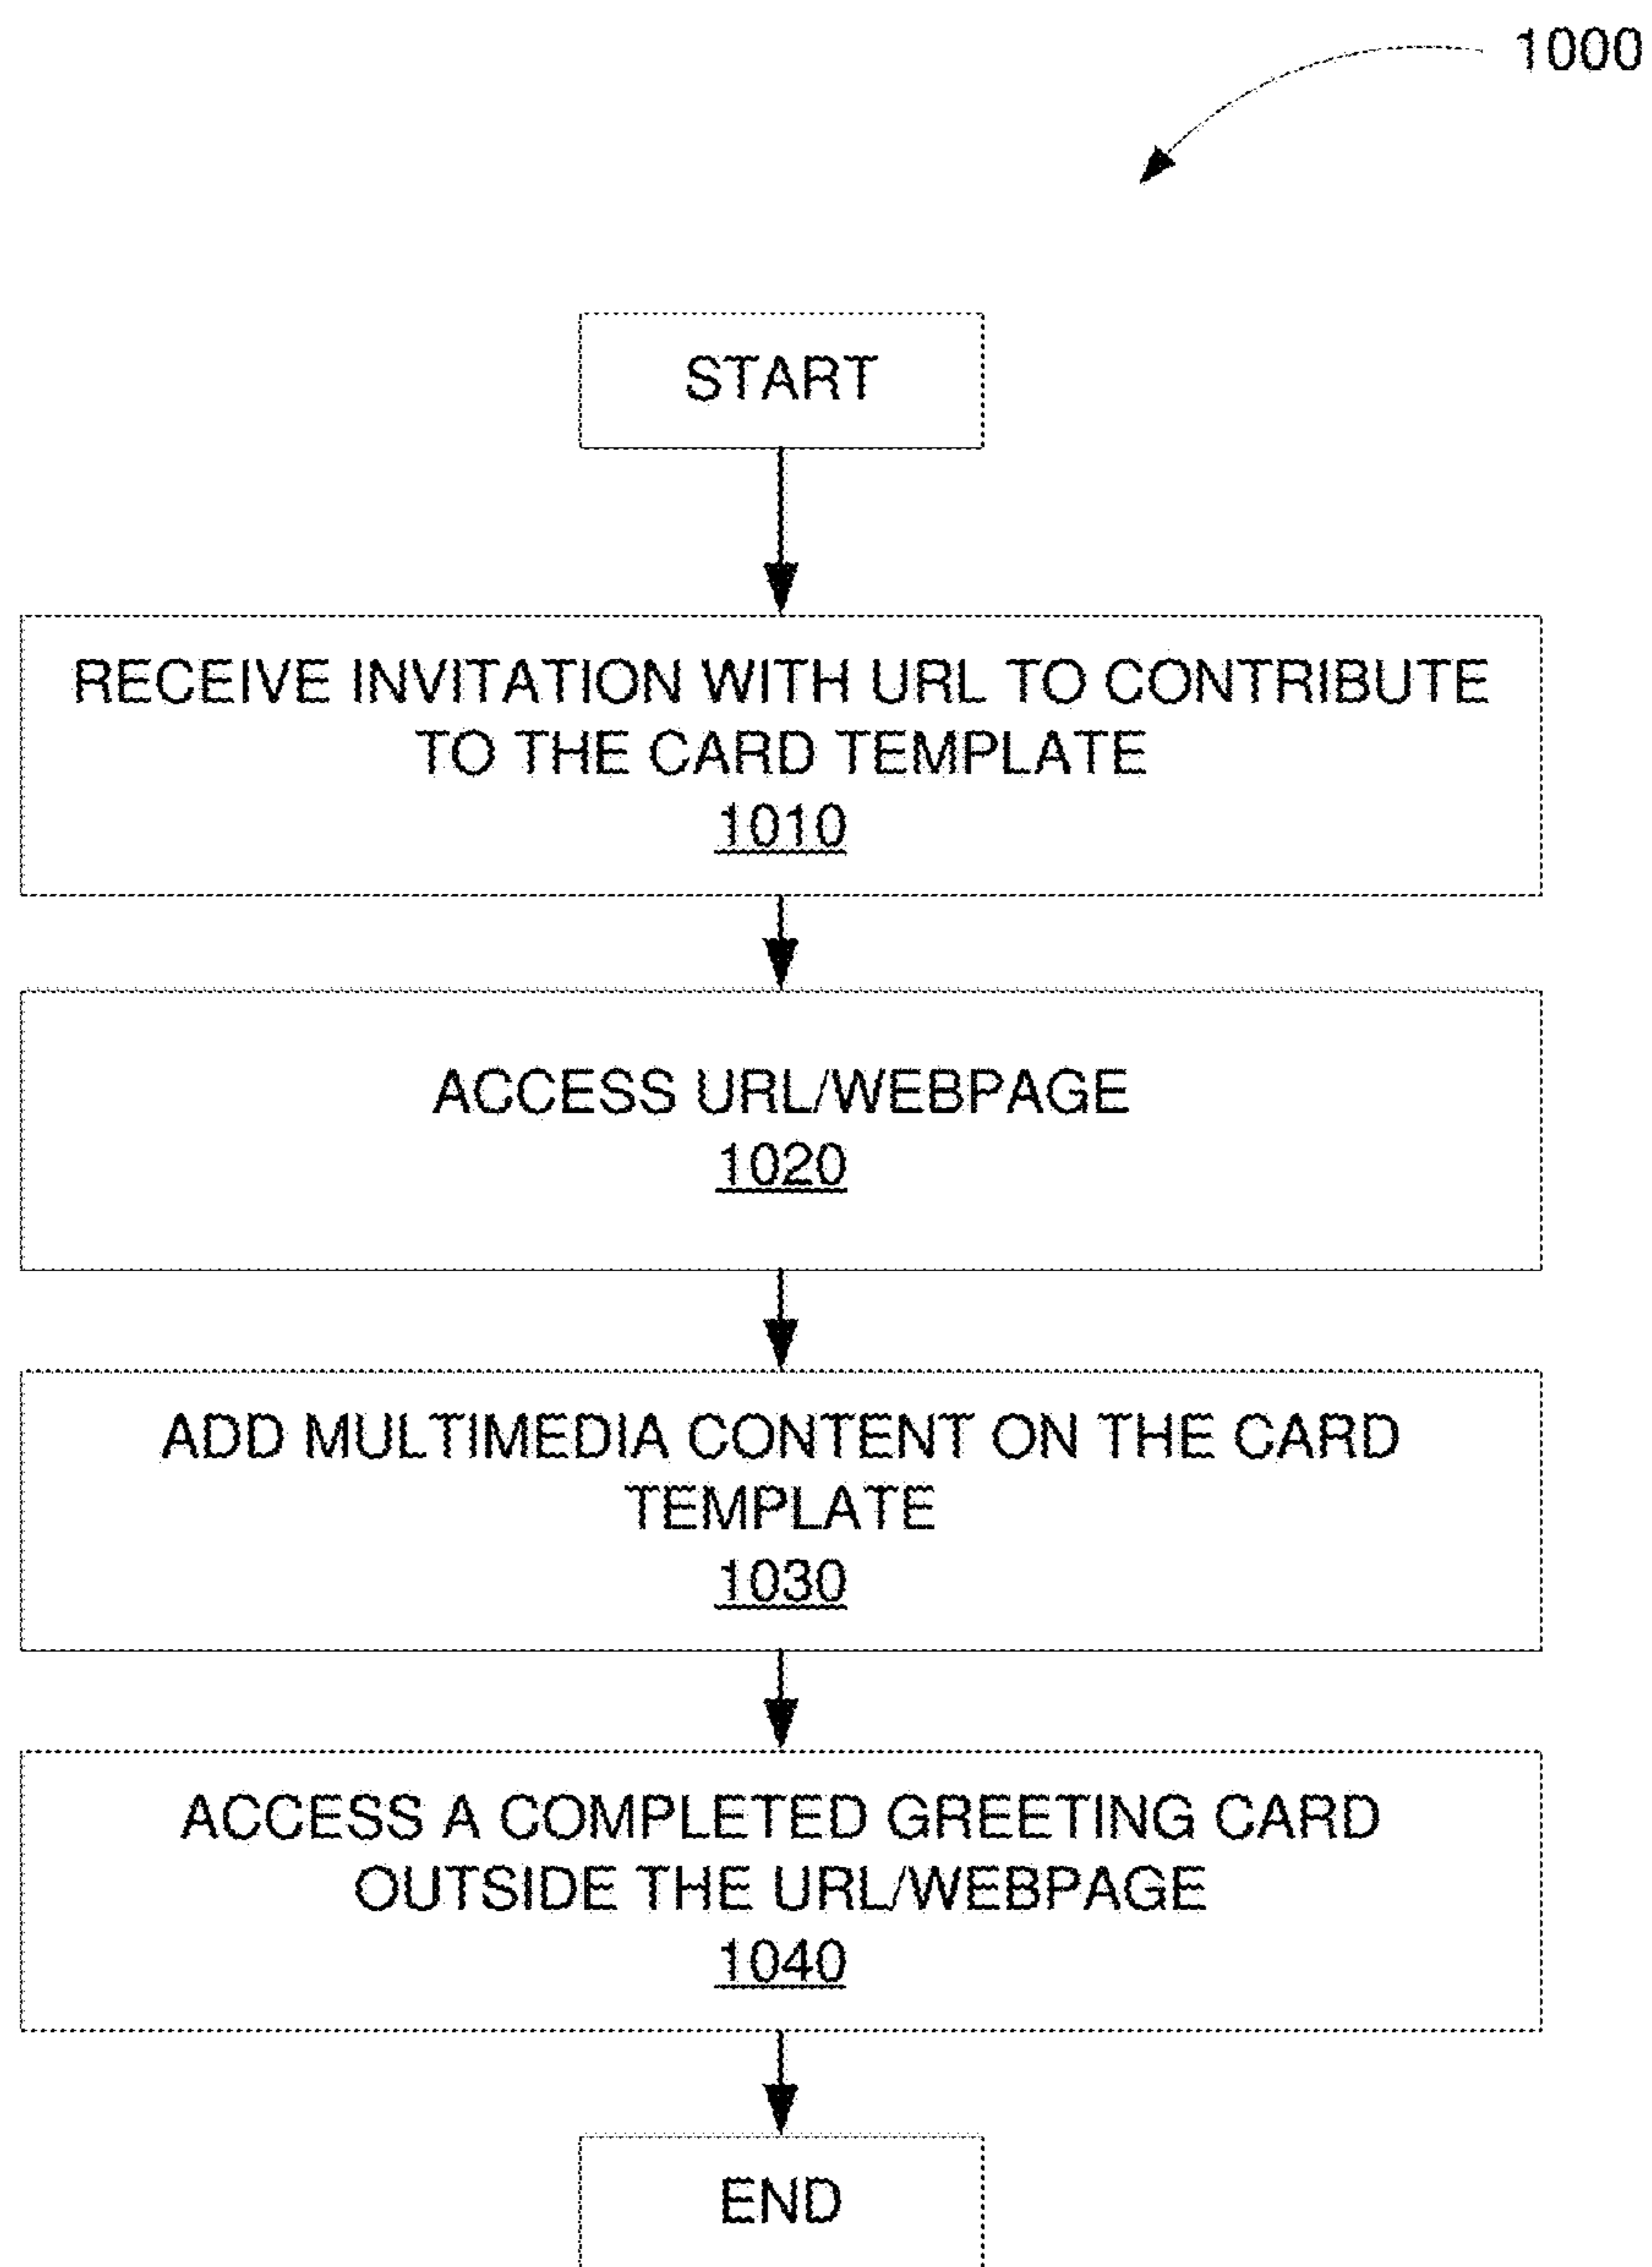 1000
START
RECEIVE INVITATION WITH URL TO CONTRIBUTE
TO THE CARD TEMPLATE
1010
ACCESS URL/WEBPAGE
1020
ADD MULTIMEDIA CONTENT ON THE CARD
TEMPLATE
1030
ACCESS A COMPLETED GREETING CARD
OUTSIDE THE URL/WEBPAGE
1040
END